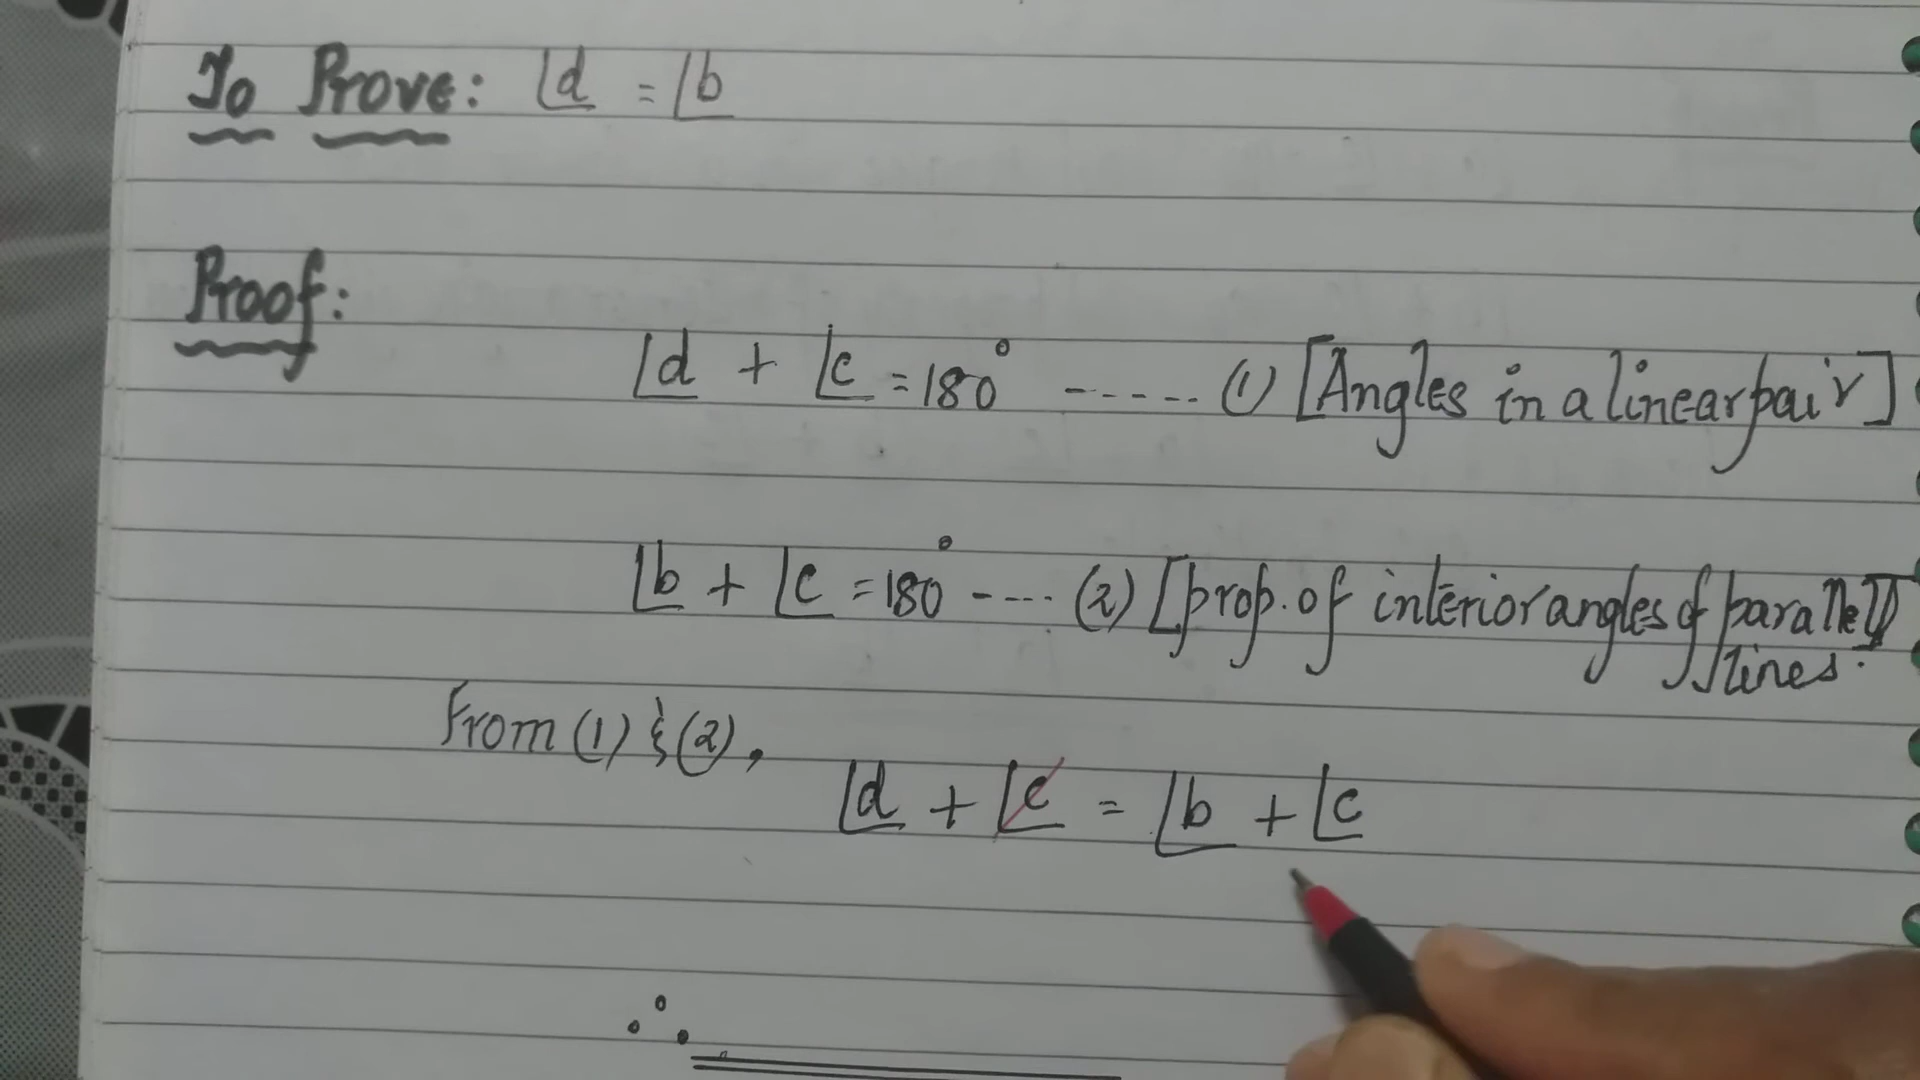 To Prove: ∠d = ∠b
Proof:
∠d + ∠c = 180° ------ (1) [Angles in a linear pair]
∠b + ∠c = 180° ---- (2) [prop. of interior angles of parallel]
lines.
From (1) & (2),
∠d + ∠c = ∠b + ∠c
∴